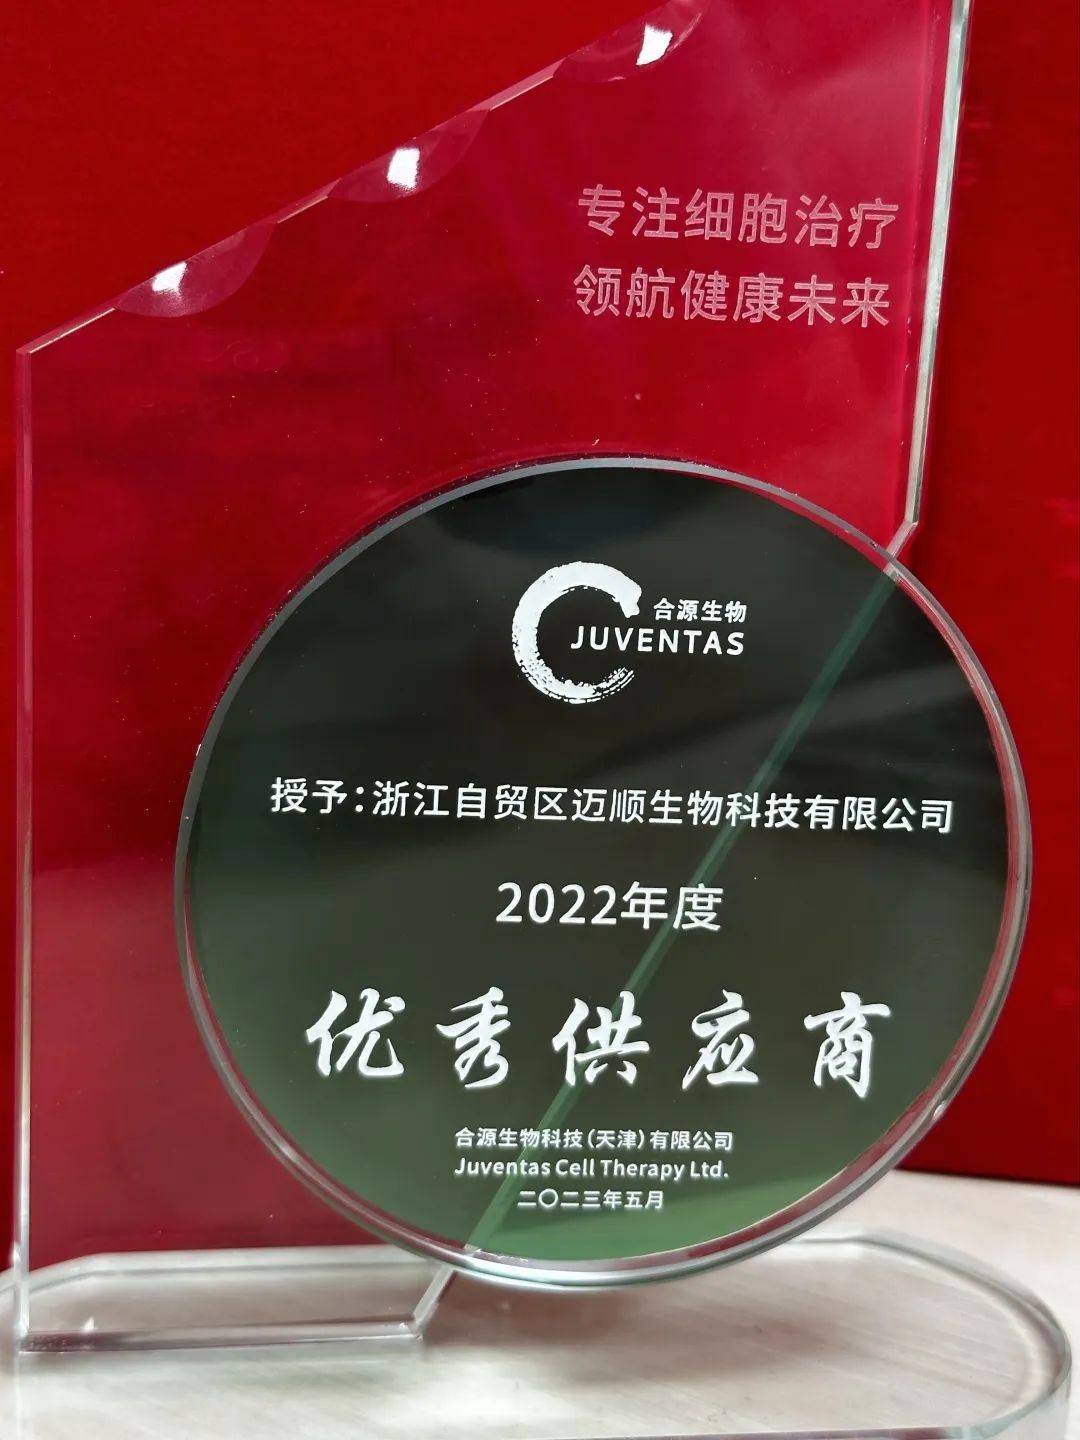 专注细胞治疗
领航健康未来
合源生物
JUVENTAS
授予：浙江自贸区迈顺生物科技有限公司
2022年度
优秀供应商
合源生物科技（天津）有限公司
Juventas Cell Therapy Ltd.
二〇二三年五月